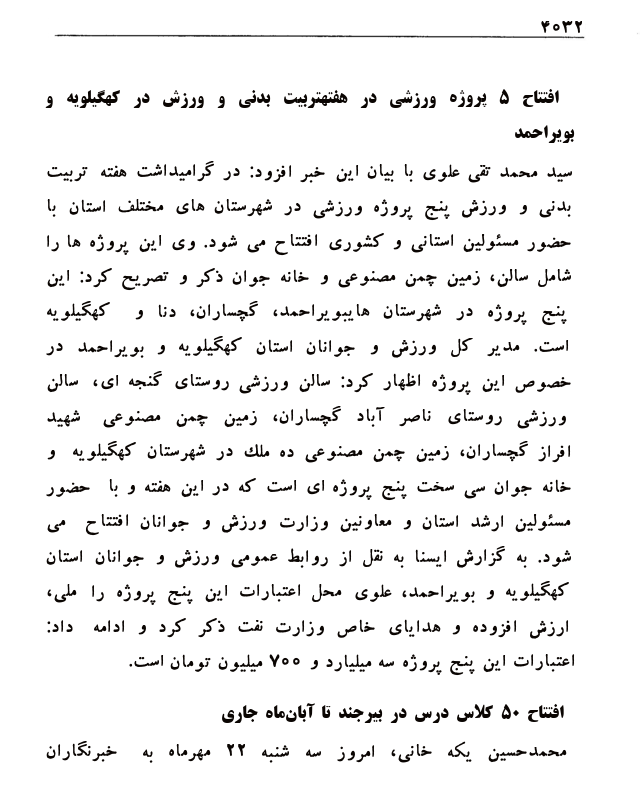 ۴۰۳۲
افتتاح ۵ پروژه ورزشی در هفتهتربیت بدنی و ورزش در کهگیلویه و
بویراحمد
سید محمد تقی علوی با بیان این خبر افزود: در گرامیداشت هفته تربیت
بدنی و ورزش پنج پروژه ورزشی در شهرستان های مختلف استان با
حضور مسئولین استانی و کشوری افتتاح می شود. وی این پروژه ها را
شامل سالن، زمین چمن مصنوعی و خانه جوان ذکر و تصریح کرد: این
پنج پروژه در شهرستان هایبویراحمد، گچساران، دنا و کهگیلویه
است. مدیر کل ورزش و جوانان استان کهگیلویه و بویراحمد در
خصوص این پروژه اظهار کرد: سالن ورزشی روستای گنجه ای، سالن
ورزشی روستای ناصر آباد گچساران، زمین چمن مصنوعی شهید
افراز گچساران، زمین چمن مصنوعی ده ملك در شهرستان کهگیلویه و
خانه جوان سی سخت پنج پروژه ای است که در این هفته و با حضور
مسئولین ارشد استان و معاونین وزارت ورزش و جوانان افتتاح می
شود. به گزارش ایسنا به نقل از روابط عمومی ورزش و جوانان استان
کهگیلویه و بویراحمد، علوی محل اعتبارات این پنج پروژه را ملی،
ارزش افزوده و هدایای خاص وزارت نفت ذکر کرد و ادامه داد:
اعتبارات این پنج پروژه سه میلیارد و ۷۰۰ میلیون تومان است.
افتتاح ۵۰ کلاس درس در بیرجند تا آبان‌ماه جاری
محمدحسین یکه خانی، امروز سه شنبه ۲۲ مهرماه به خبرنگاران